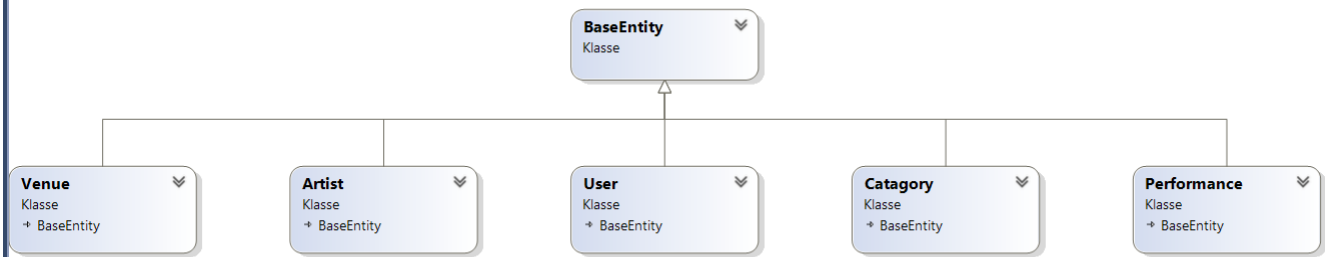 BaseEntity
Klasse
Venue
Klasse
BaseEntity
Artist
Klasse
BaseEntity
User
Klasse
BaseEntity
Catagory
Klasse
BaseEntity
Performance
Klasse
BaseEntity